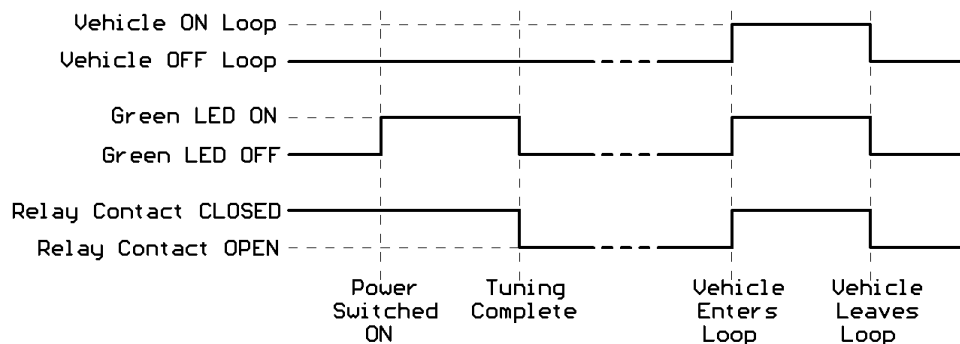 Vehicle ON Loop
Vehicle OFF Loop
Green LED ON
Green LED OFF
Relay Contact CLOSED
Relay Contact OPEN
Power
Switched
ON
Tuning
Complete
Vehicle
Enters
Loop
Vehicle
Leaves
Loop